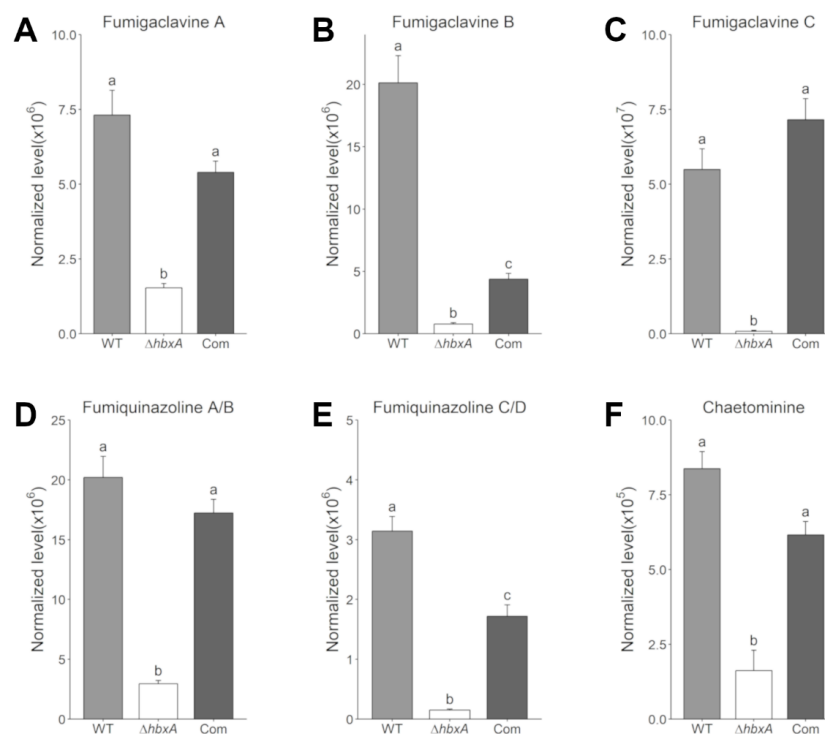 A
Fumigaclavine A
Normalized level(x10⁶)
10.0
7.5
5.0
2.5
0.0
a
b
a
WT
ΔhbxA
Com
B
Fumigaclavine B
Normalized level(x10⁶)
20
15
10
5
0
a
b
c
WT
ΔhbxA
Com
C
Fumigaclavine C
Normalized level(x10⁷)
10.0
7.5
5.0
2.5
0.0
a
b
a
WT
ΔhbxA
Com
D
Fumiquinazoline A/B
Normalized level(x10⁶)
25
20
15
10
5
0
a
b
a
WT
ΔhbxA
Com
E
Fumiquinazoline C/D
Normalized level(x10⁶)
5
4
3
2
1
0
a
b
c
WT
ΔhbxA
Com
F
Chaetominine
Normalized level(x10⁵)
10.0
7.5
5.0
2.5
0.0
a
b
a
WT
ΔhbxA
Com